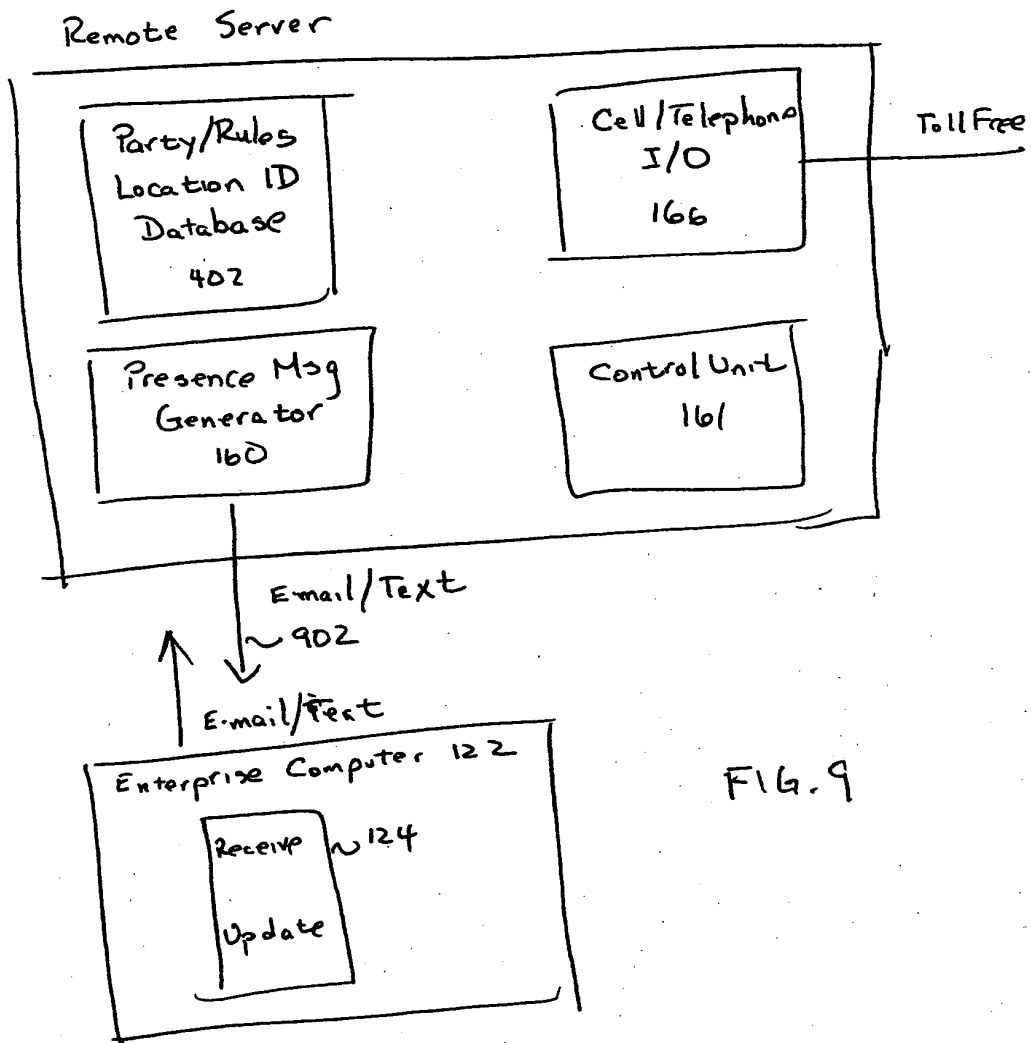 Remote Server
Party/Rules
Location ID
Database
402
Cell/Telephone
I/O
166
Toll Free
Presence Msg
Generator
160
Control Unit
161
E-mail/Text
902
E-mail/Text
Enterprise Computer 122
Receive
124
Update
FIG. 9